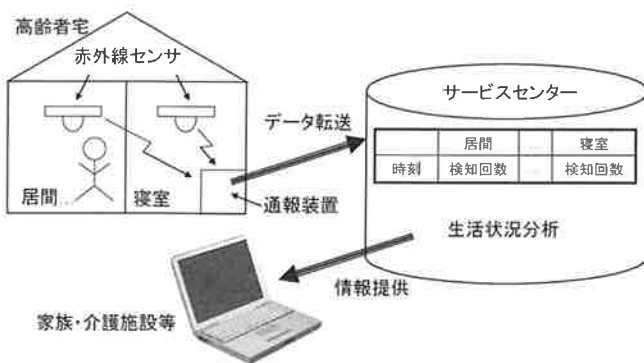 高齢者宅
赤外線センサ
サービスセンター
データ転送
居間 … 寝室
時刻 検知回数 … 検知回数
居間… 寝室
通報装置
生活状況分析
情報提供
家族・介護施設等